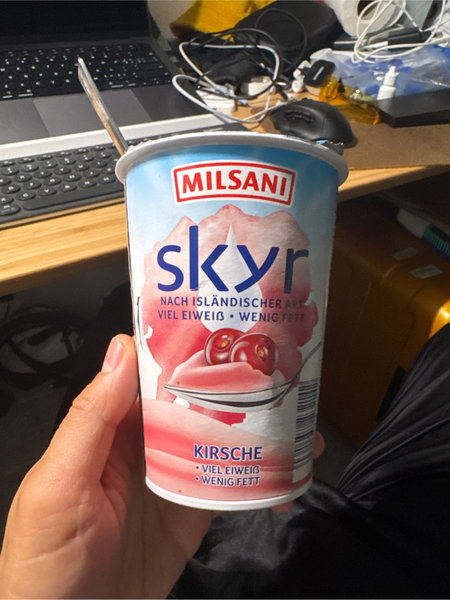 MILSANI
skyr
NACH ISLÄNDISCHER ART
VIEL EIWEIß • WENIG FETT
KIRSCHE
• VIEL EIWEIß
• WENIG FETT